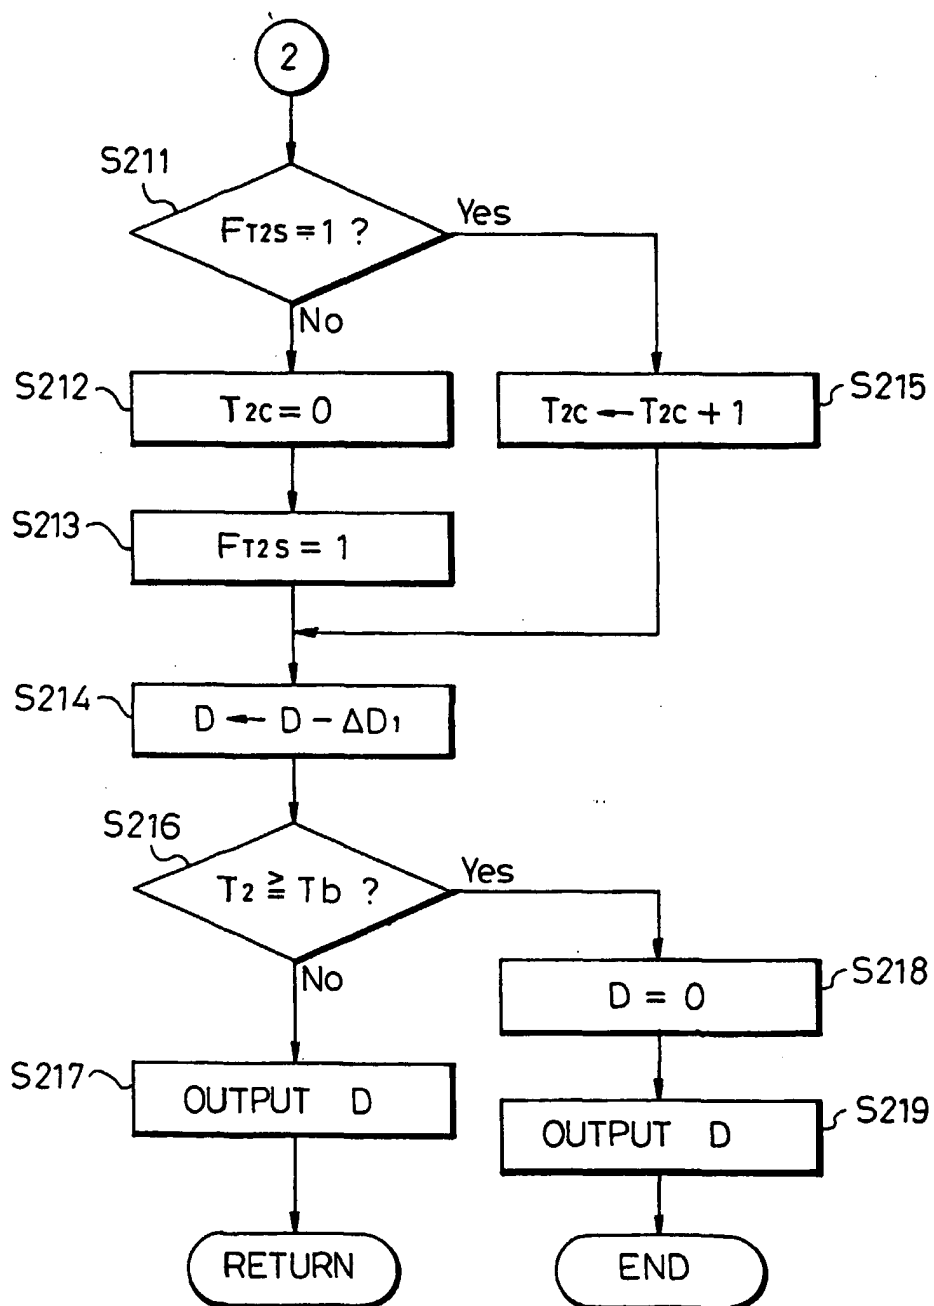 2
S211
FT2S = 1 ?
Yes
No
S212
T2C = 0
T2C ← T2C + 1
S215
S213
FT2S = 1
S214
D ← D - ΔD1
S216
T2 ≧ Tb ?
Yes
No
D = 0
S218
S217
OUTPUT D
OUTPUT D
S219
RETURN
END